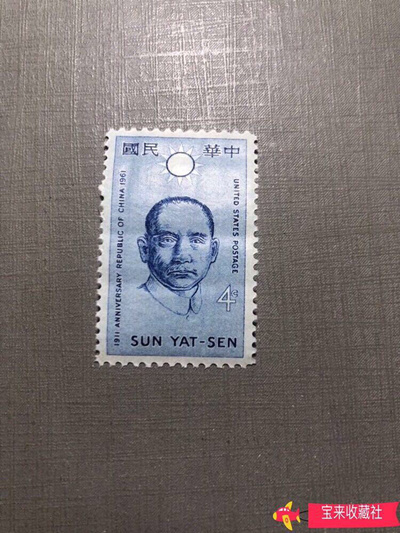 中華民國
1911 ANNIVERSARY REPUBLIC OF CHINA 1961
UNITED STATES POSTAGE
4¢
SUN YAT-SEN
宝来收藏社